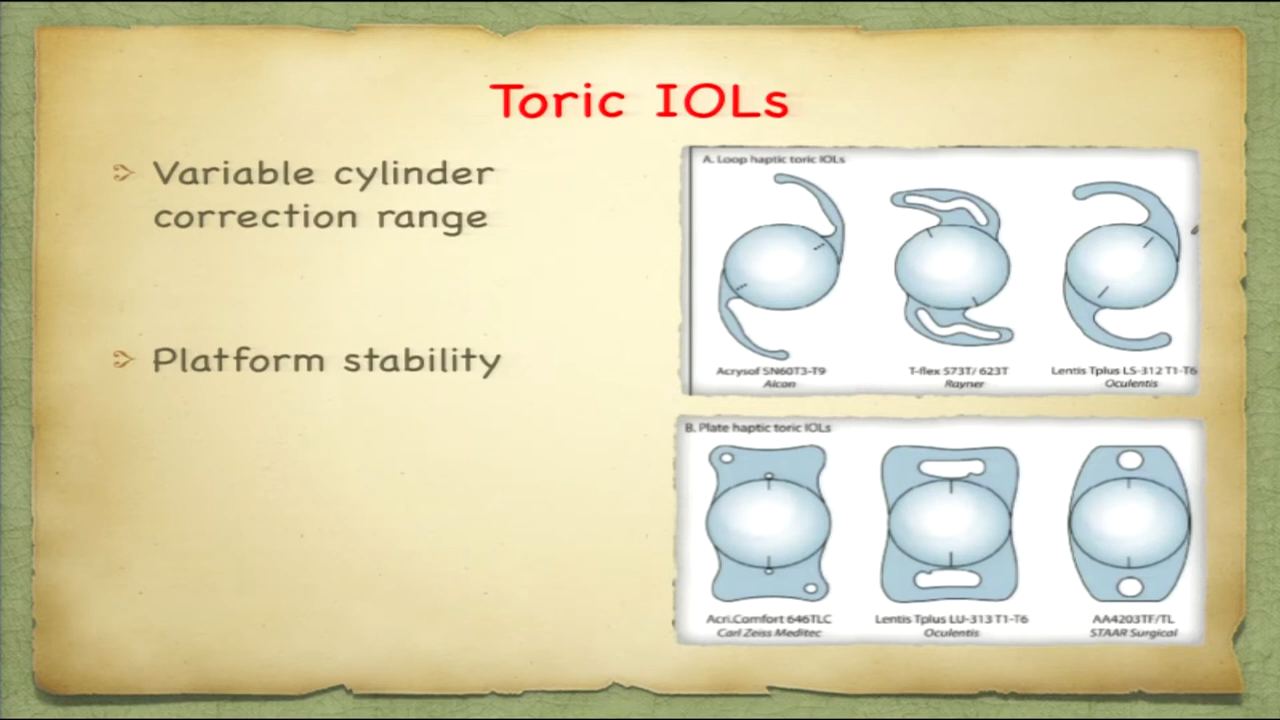 Toric IOLs
Variable cylinder
correction range
Platform stability
A. Loop haptic toric IOLs
Acrysof SN60T3-T9
Alcon
T-flex 573T/ 623T
Rayner
Lentis Tplus LS-312 T1-T6
Oculentis
B. Plate haptic toric IOLs
Acri.Comfort 646TLC
Carl Zeiss Meditec
Lentis Tplus LU-313 T1-T6
Oculentis
AA4203TF/TL
STAAR Surgical